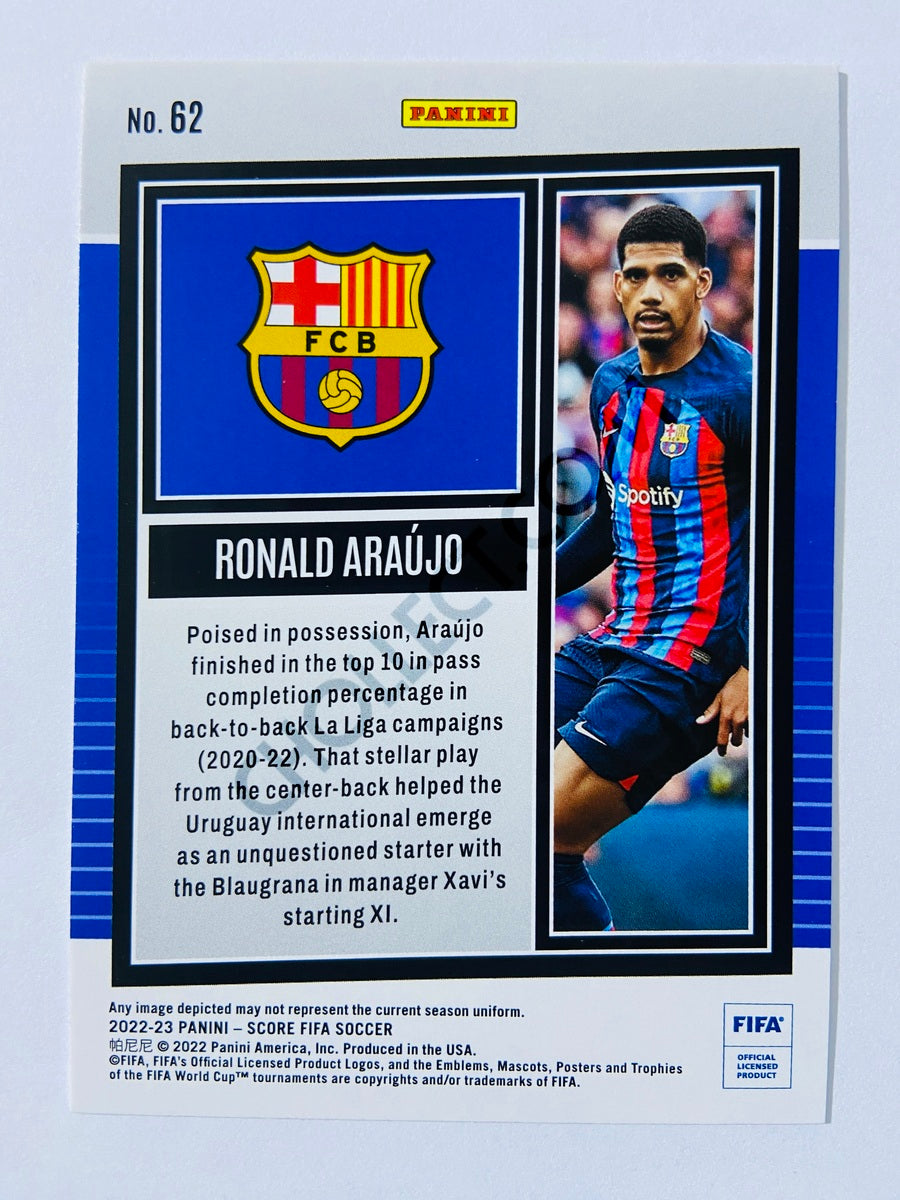 No. 62
PANINI
FCB
Spotify
RONALD ARAÚJO
Poised in possession, Araújo
finished in the top 10 in pass
completion percentage in
back-to-back La Liga campaigns
(2020-22). That stellar play
from the center-back helped the
Uruguay international emerge
as an unquestioned starter with
the Blaugrana in manager Xavi's
starting XI.
Any image depicted may not represent the current season uniform.
2022-23 PANINI – SCORE FIFA SOCCER
帕尼尼 © 2022 Panini America, Inc. Produced in the USA.
©FIFA, FIFA's Official Licensed Product Logos, and the Emblems, Mascots, Posters and Trophies
of the FIFA World Cup™ tournaments are copyrights and/or trademarks of FIFA.
FIFA®
OFFICIAL
LICENSED
PRODUCT